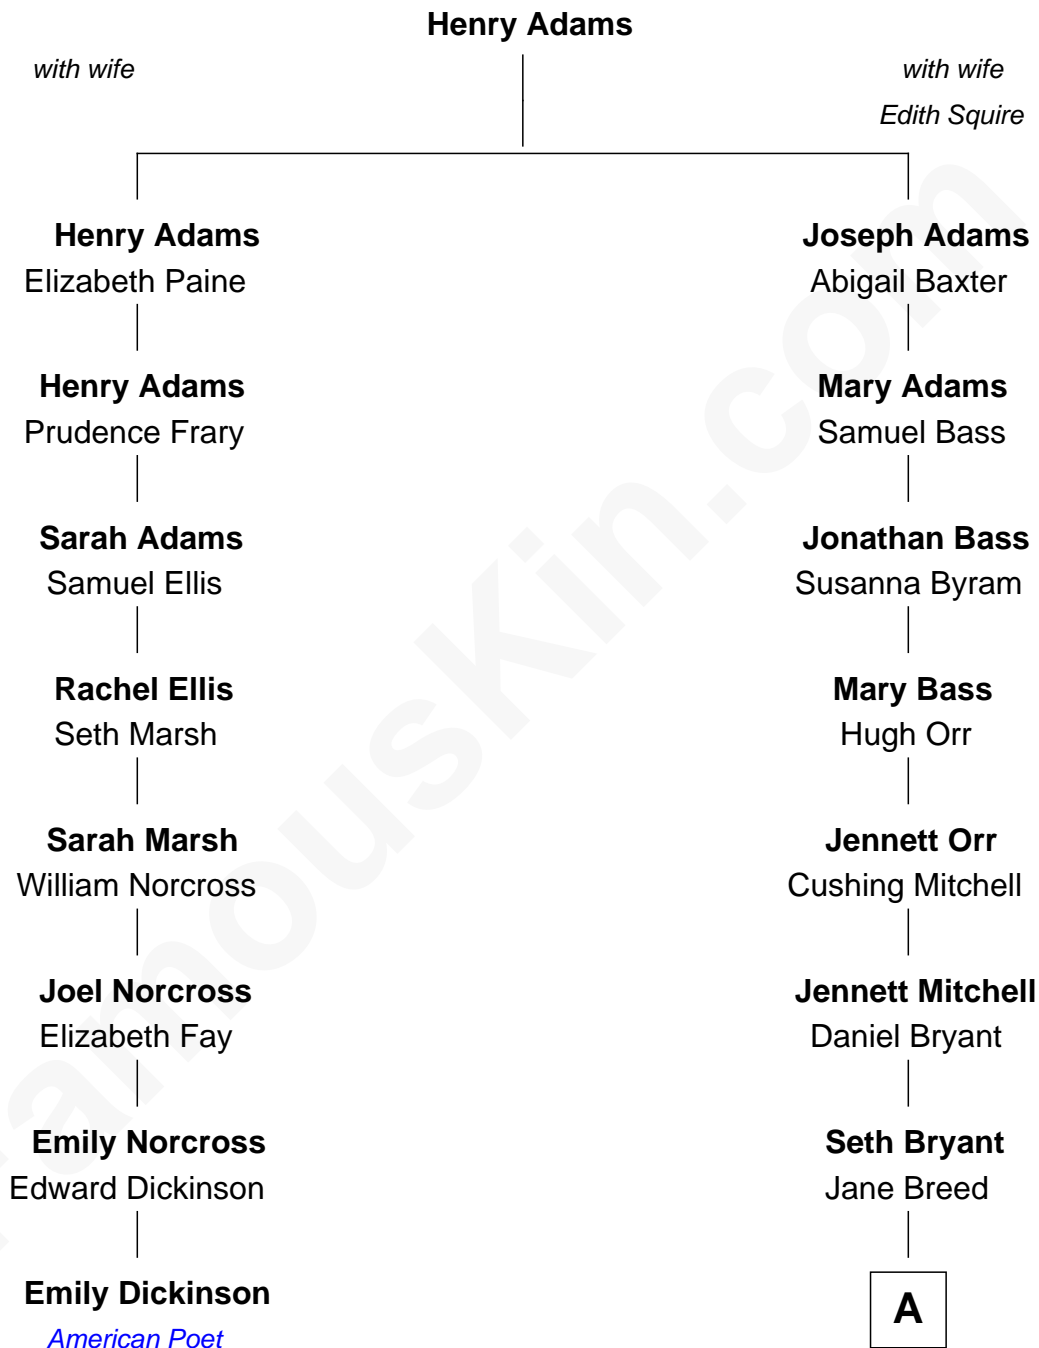 Henry Adams
with wife
with wife
Edith Squire
Henry Adams
Elizabeth Paine
Joseph Adams
Abigail Baxter
Henry Adams
Prudence Frary
Mary Adams
Samuel Bass
Sarah Adams
Samuel Ellis
Jonathan Bass
Susanna Byram
Rachel Ellis
Seth Marsh
Mary Bass
Hugh Orr
Sarah Marsh
William Norcross
Jennett Orr
Cushing Mitchell
Joel Norcross
Elizabeth Fay
Jennett Mitchell
Daniel Bryant
Emily Norcross
Edward Dickinson
Seth Bryant
Jane Breed
Emily Dickinson
American Poet
A
FamousKin.com